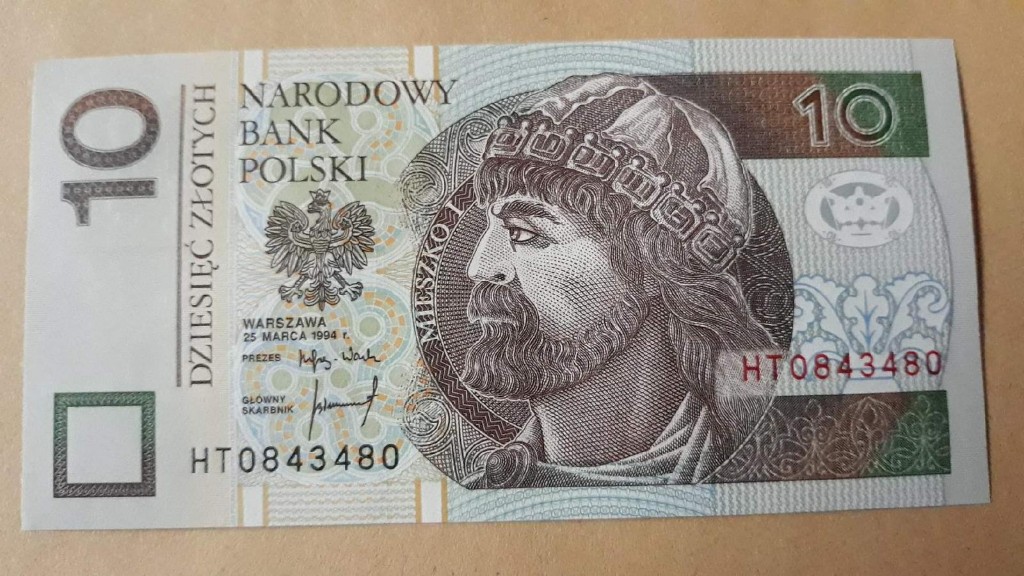 10
DZIESIĘĆ ZŁOTYCH
NARODOWY
BANK
POLSKI
WARSZAWA
25 MARCA 1994 r.
PREZES
GŁÓWNY
SKARBNIK
HT0843480
MIESZKO I
10
HT0843480